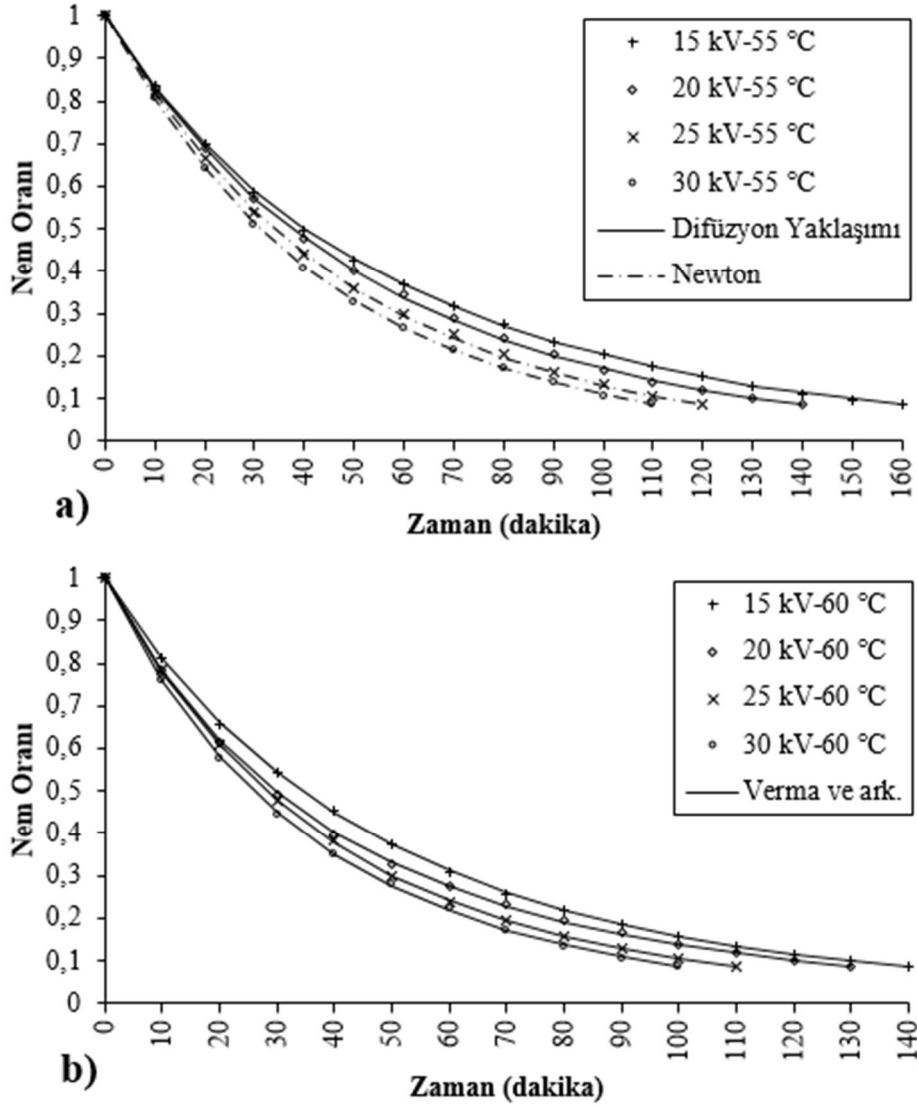 1
0,9
0,8
0,7
0,6
0,5
0,4
0,3
0,2
0,1
0
Nem Oranı
15 kV-55 °C
20 kV-55 °C
25 kV-55 °C
30 kV-55 °C
Difüzyon Yaklaşımı
Newton
0 10 20 30 40 50 60 70 80 90 100 110 120 130 140 150 160
a)
Zaman (dakika)
1
0,9
0,8
0,7
0,6
0,5
0,4
0,3
0,2
0,1
0
Nem Oranı
15 kV-60 °C
20 kV-60 °C
25 kV-60 °C
30 kV-60 °C
Verma ve ark.
0 10 20 30 40 50 60 70 80 90 100 110 120 130 140
b)
Zaman (dakika)